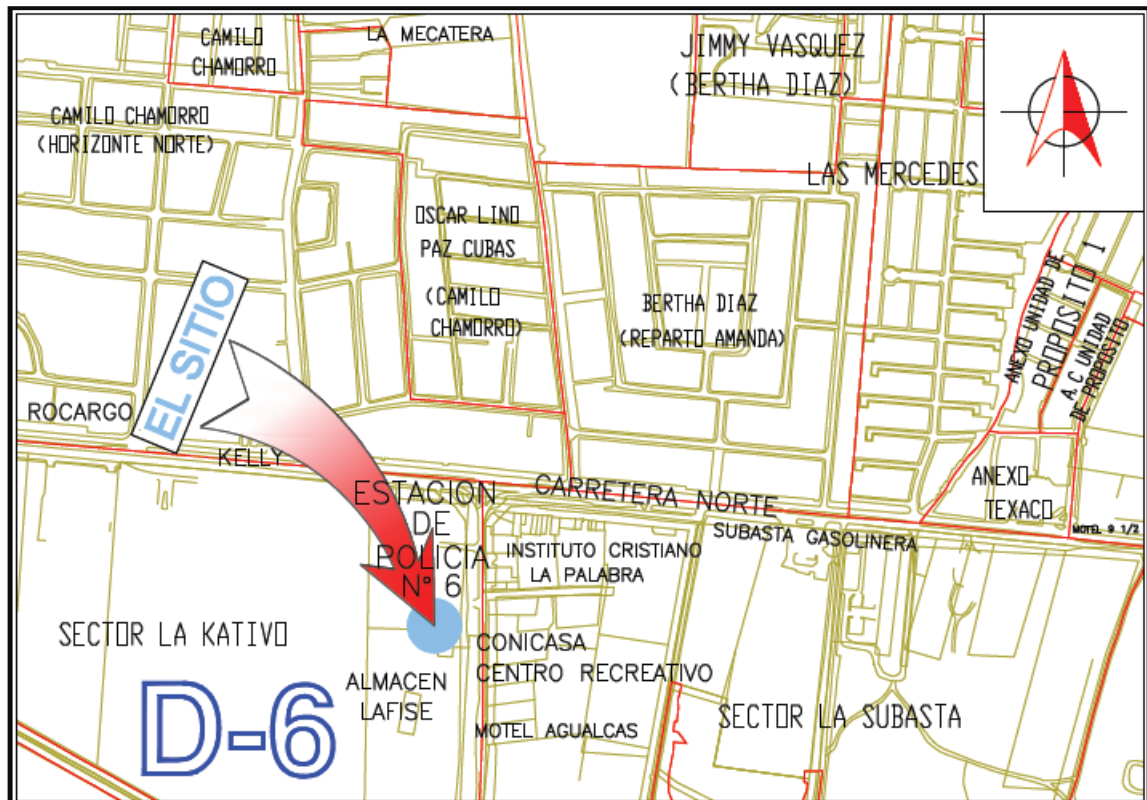 CAMILO
CHAMORRO
LA MECATERA
JIMMY VASQUEZ
(BERTHA DIAZ)
CAMILO CHAMORRO
(HORIZONTE NORTE)
LAS MERCEDES
OSCAR LINO
PAZ CUBAS
(CAMILO
CHAMORRO)
BERTHA DIAZ
(REPARTO AMANDA)
ANEXO UNIDAD DE
PROPOSITO 1
A. C UNIDAD
DE PROPOSITO
EL SITIO
ROCARGO
KELLY
ESTACION
DE
POLICIA
N° 6
CARRETERA NORTE
SUBASTA GASOLINERA
ANEXO
TEXACO
MOTEL 9 1/2
INSTITUTO CRISTIANO
LA PALABRA
SECTOR LA KATIVO
CONICASA
CENTRO RECREATIVO
ALMACEN
LAFISE
D-6
MOTEL AGUALCAS
SECTOR LA SUBASTA